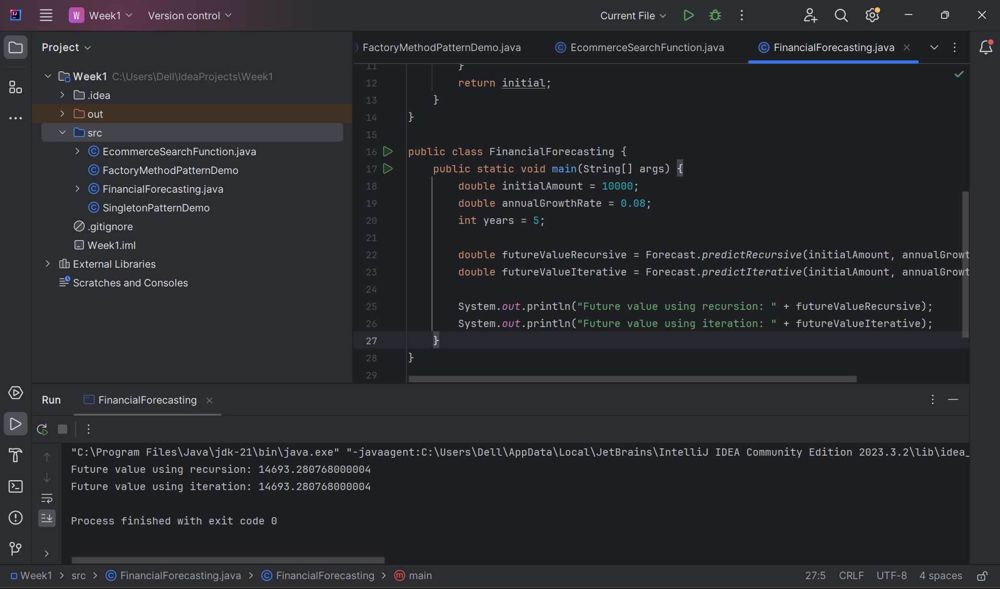 W Week1 Version control Current File
Project
Week1 C:\Users\Dell\IdeaProjects\Week1
.idea
out
src
EcommerceSearchFunction.java
FactoryMethodPatternDemo
FinancialForecasting.java
SingletonPatternDemo
.gitignore
Week1.iml
External Libraries
Scratches and Consoles
FactoryMethodPatternDemo.java EcommerceSearchFunction.java FinancialForecasting.java
11 }
12 return initial;
13 }
14 }
15
16 public class FinancialForecasting {
17 public static void main(String[] args) {
18 double initialAmount = 10000;
19 double annualGrowthRate = 0.08;
20 int years = 5;
21
22 double futureValueRecursive = Forecast.predictRecursive(initialAmount, annualGrowt
23 double futureValueIterative = Forecast.predictIterative(initialAmount, annualGrowt
24
25 System.out.println("Future value using recursion: " + futureValueRecursive);
26 System.out.println("Future value using iteration: " + futureValueIterative);
27 }
28 }
29
Run FinancialForecasting
"C:\Program Files\Java\jdk-21\bin\java.exe" "-javaagent:C:\Users\Dell\AppData\Local\JetBrains\IntelliJ IDEA Community Edition 2023.3.2\lib\idea_
Future value using recursion: 14693.280768000004
Future value using iteration: 14693.280768000004
Process finished with exit code 0
Week1 > src > FinancialForecasting.java > FinancialForecasting > main 27:5 CRLF UTF-8 4 spaces